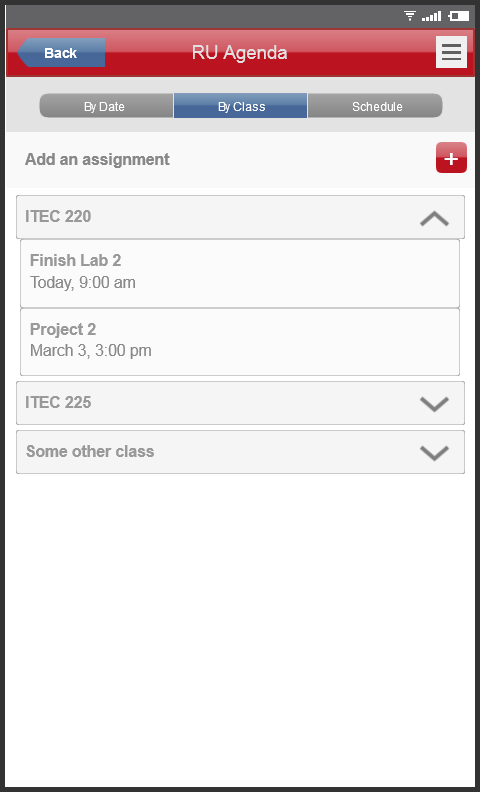 Back
RU Agenda
By Date
By Class
Schedule
Add an assignment
ITEC 220
Finish Lab 2
Today, 9:00 am
Project 2
March 3, 3:00 pm
ITEC 225
Some other class